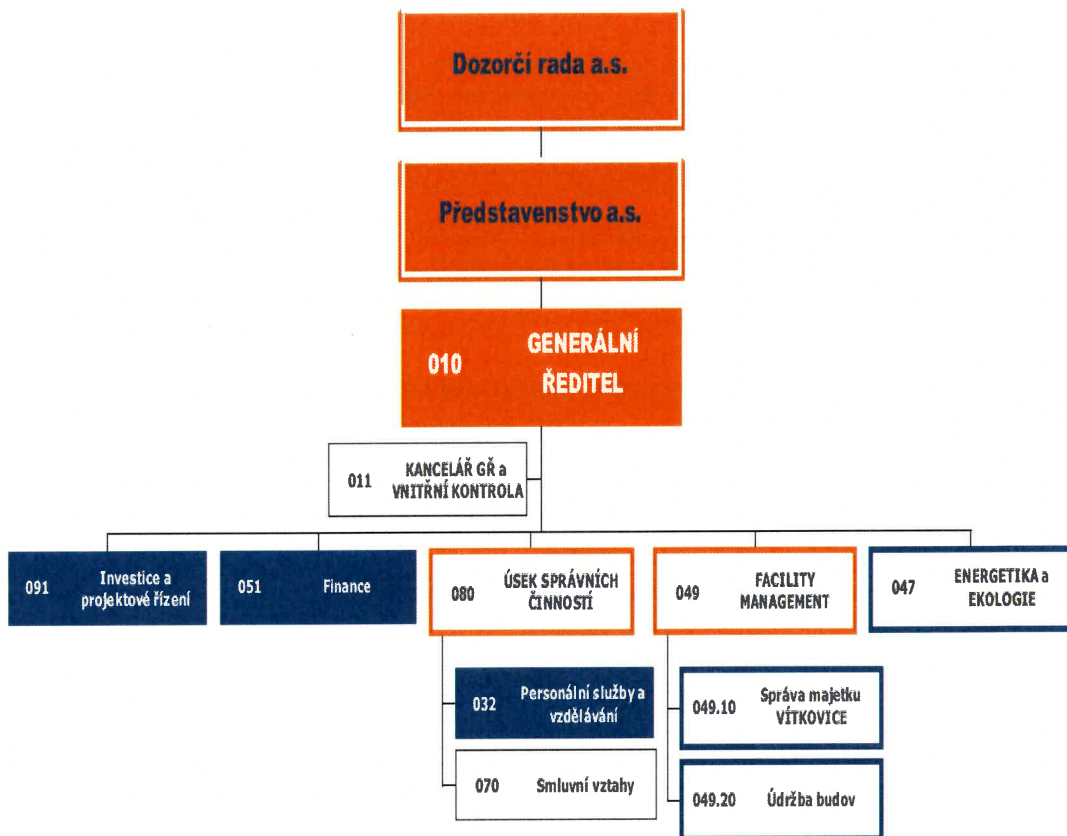 Dozorčí rada a.s.
Představenstvo a.s.
010 GENERÁLNÍ
ŘEDITEL
011 KANCELÁŘ GŘ a
VNITŘNÍ KONTROLA
091 Investice a
projektové řízení
051 Finance
080 ÚSEK SPRÁVNÍCH
ČINNOSTÍ
049 FACILITY
MANAGEMENT
047 ENERGETIKA a
EKOLOGIE
032 Personální služby a
vzdělávání
070 Smluvní vztahy
049.10 Správa majetku
VÍTKOVICE
049.20 Údržba budov